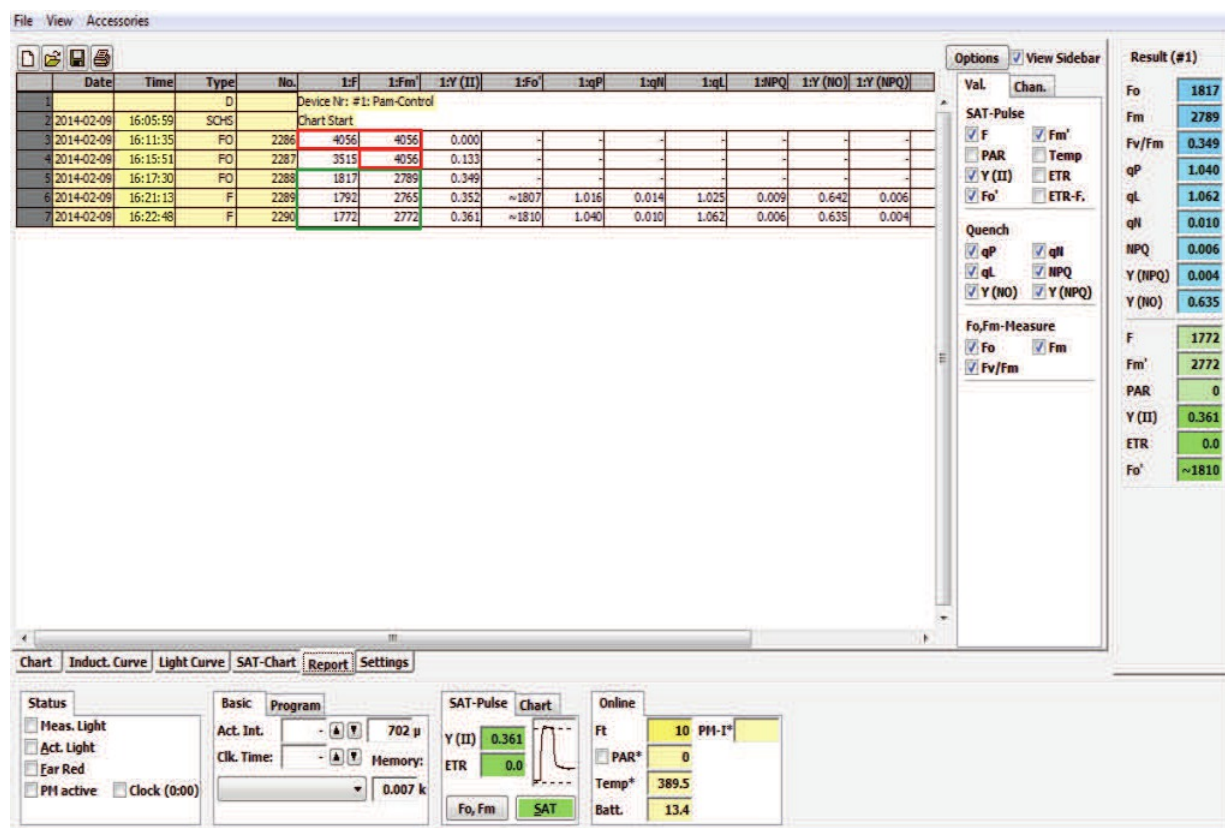 File View Accessories
Options View Sidebar
Result (#1)
Date Time Type No. 1:F 1:Fm' 1:Y (II) 1:Fo' 1:qP 1:qN 1:qL 1:NPQ 1:Y (NO) 1:Y (NPQ)
1 D Device Nr: #1: Pam-Control
2 2014-02-09 16:05:59 SCHS Chart Start
3 2014-02-09 16:11:35 FO 2286 4056 4056 0.000 - - - - - - -
4 2014-02-09 16:15:51 FO 2287 3515 4056 0.133 - - - - - - -
5 2014-02-09 16:17:30 FO 2288 1817 2789 0.349 - - - - - - -
6 2014-02-09 16:21:13 F 2289 1792 2765 0.352 ~1807 1.016 0.014 1.025 0.009 0.642 0.006
7 2014-02-09 16:22:48 F 2290 1772 2772 0.361 ~1810 1.040 0.010 1.062 0.006 0.635 0.004
Val. Chan.
SAT-Pulse
F Fm'
PAR Temp
Y (II) ETR
Fo' ETR-F.
Quench
qP qN
qL NPQ
Y (NO) Y (NPQ)
Fo,Fm-Measure
Fo Fm
Fv/Fm
Fo 1817
Fm 2789
Fv/Fm 0.349
qP 1.040
qL 1.062
qN 0.010
NPQ 0.006
Y (NPQ) 0.004
Y (NO) 0.635
F 1772
Fm' 2772
PAR 0
Y (II) 0.361
ETR 0.0
Fo' ~1810
Chart Induct. Curve Light Curve SAT-Chart Report Settings
Status
Meas. Light
Act. Light
Far Red
PM active Clock (0:00)
Basic Program
Act. Int. - 702 µ
Clk. Time: - Memory:
0.007 k
SAT-Pulse Chart
Y (II) 0.361
ETR 0.0
Fo, Fm SAT
Online
Ft 10 PM-I*
PAR* 0
Temp* 389.5
Batt. 13.4